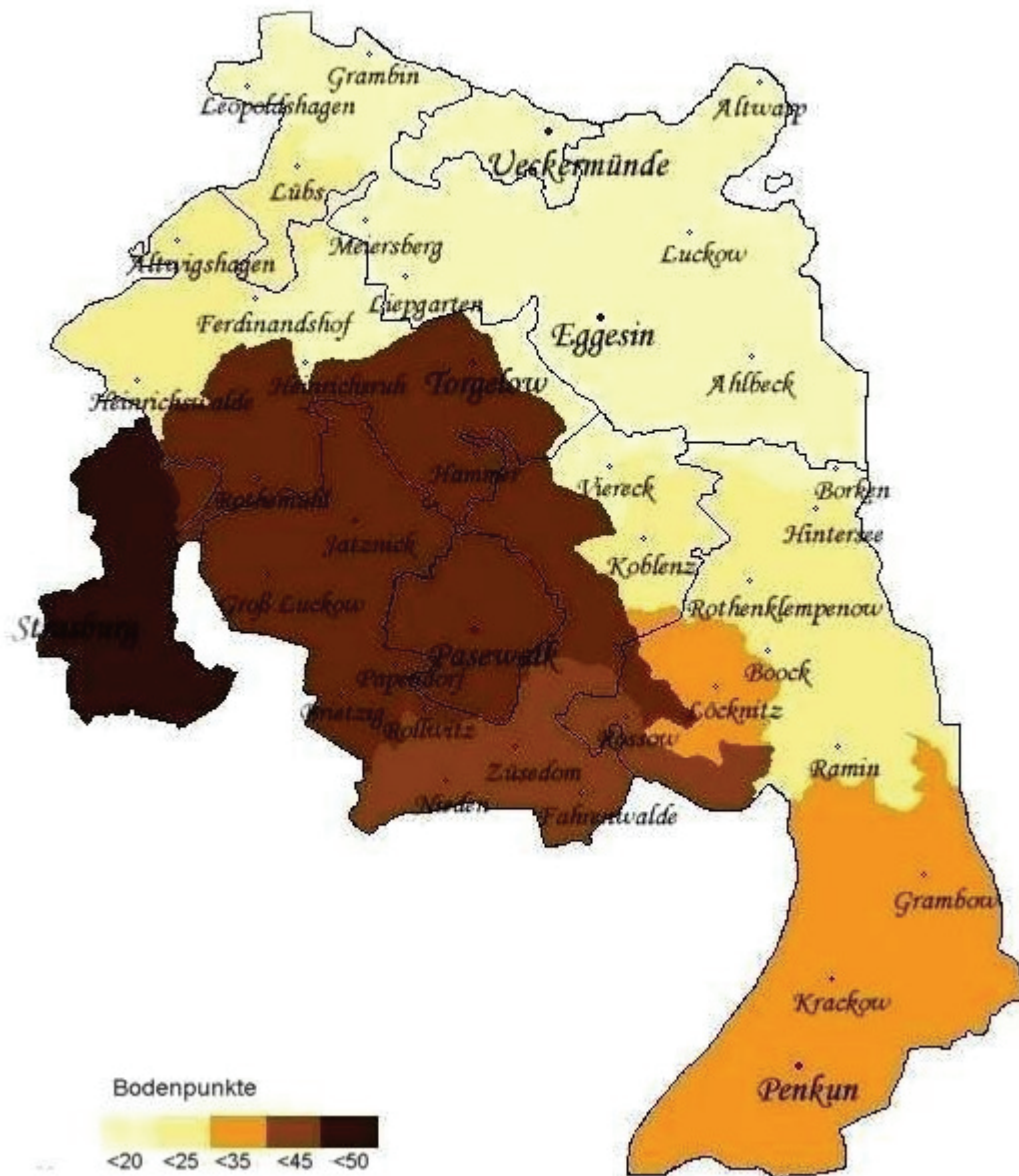 Grambin
Leopoldshagen
Altwarp
Ueckermünde
Lübs
Meiersberg
Luckow
Altwigshagen
Liepgarten
Ferdinandshof
Eggesin
Heinrichsruh
Torgelow
Ahlbeck
Heinrichswalde
Hammer
Viereck
Borken
Rothemühl
Hintersee
Jatznick
Koblenz
Groß Luckow
Rothenklempenow
Strasburg
Pasewalk
Boock
Papendorf
Brietzig
Löcknitz
Rollwitz
Rossow
Züsedom
Ramin
Nieden
Fahrenwalde
Grambow
Krackow
Penkun
Bodenpunkte
<20 <25 <35 <45 <50